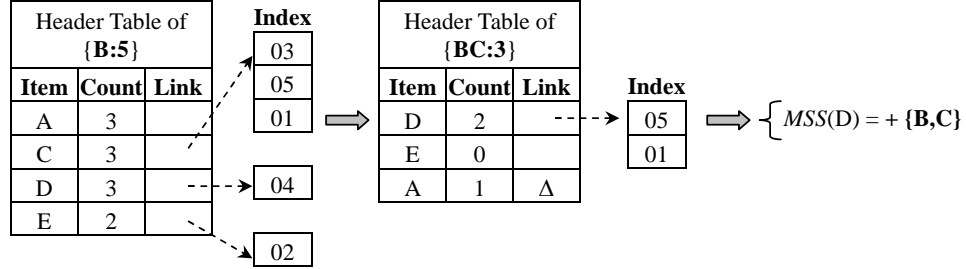 Header Table of
{B:5}
Item Count Link
A 3
C 3
D 3
E 2
Index
03
05
01
04
02
Header Table of
{BC:3}
Item Count Link
D 2
E 0
A 1 Δ
Index
05
01
MSS(D) = + {B,C}